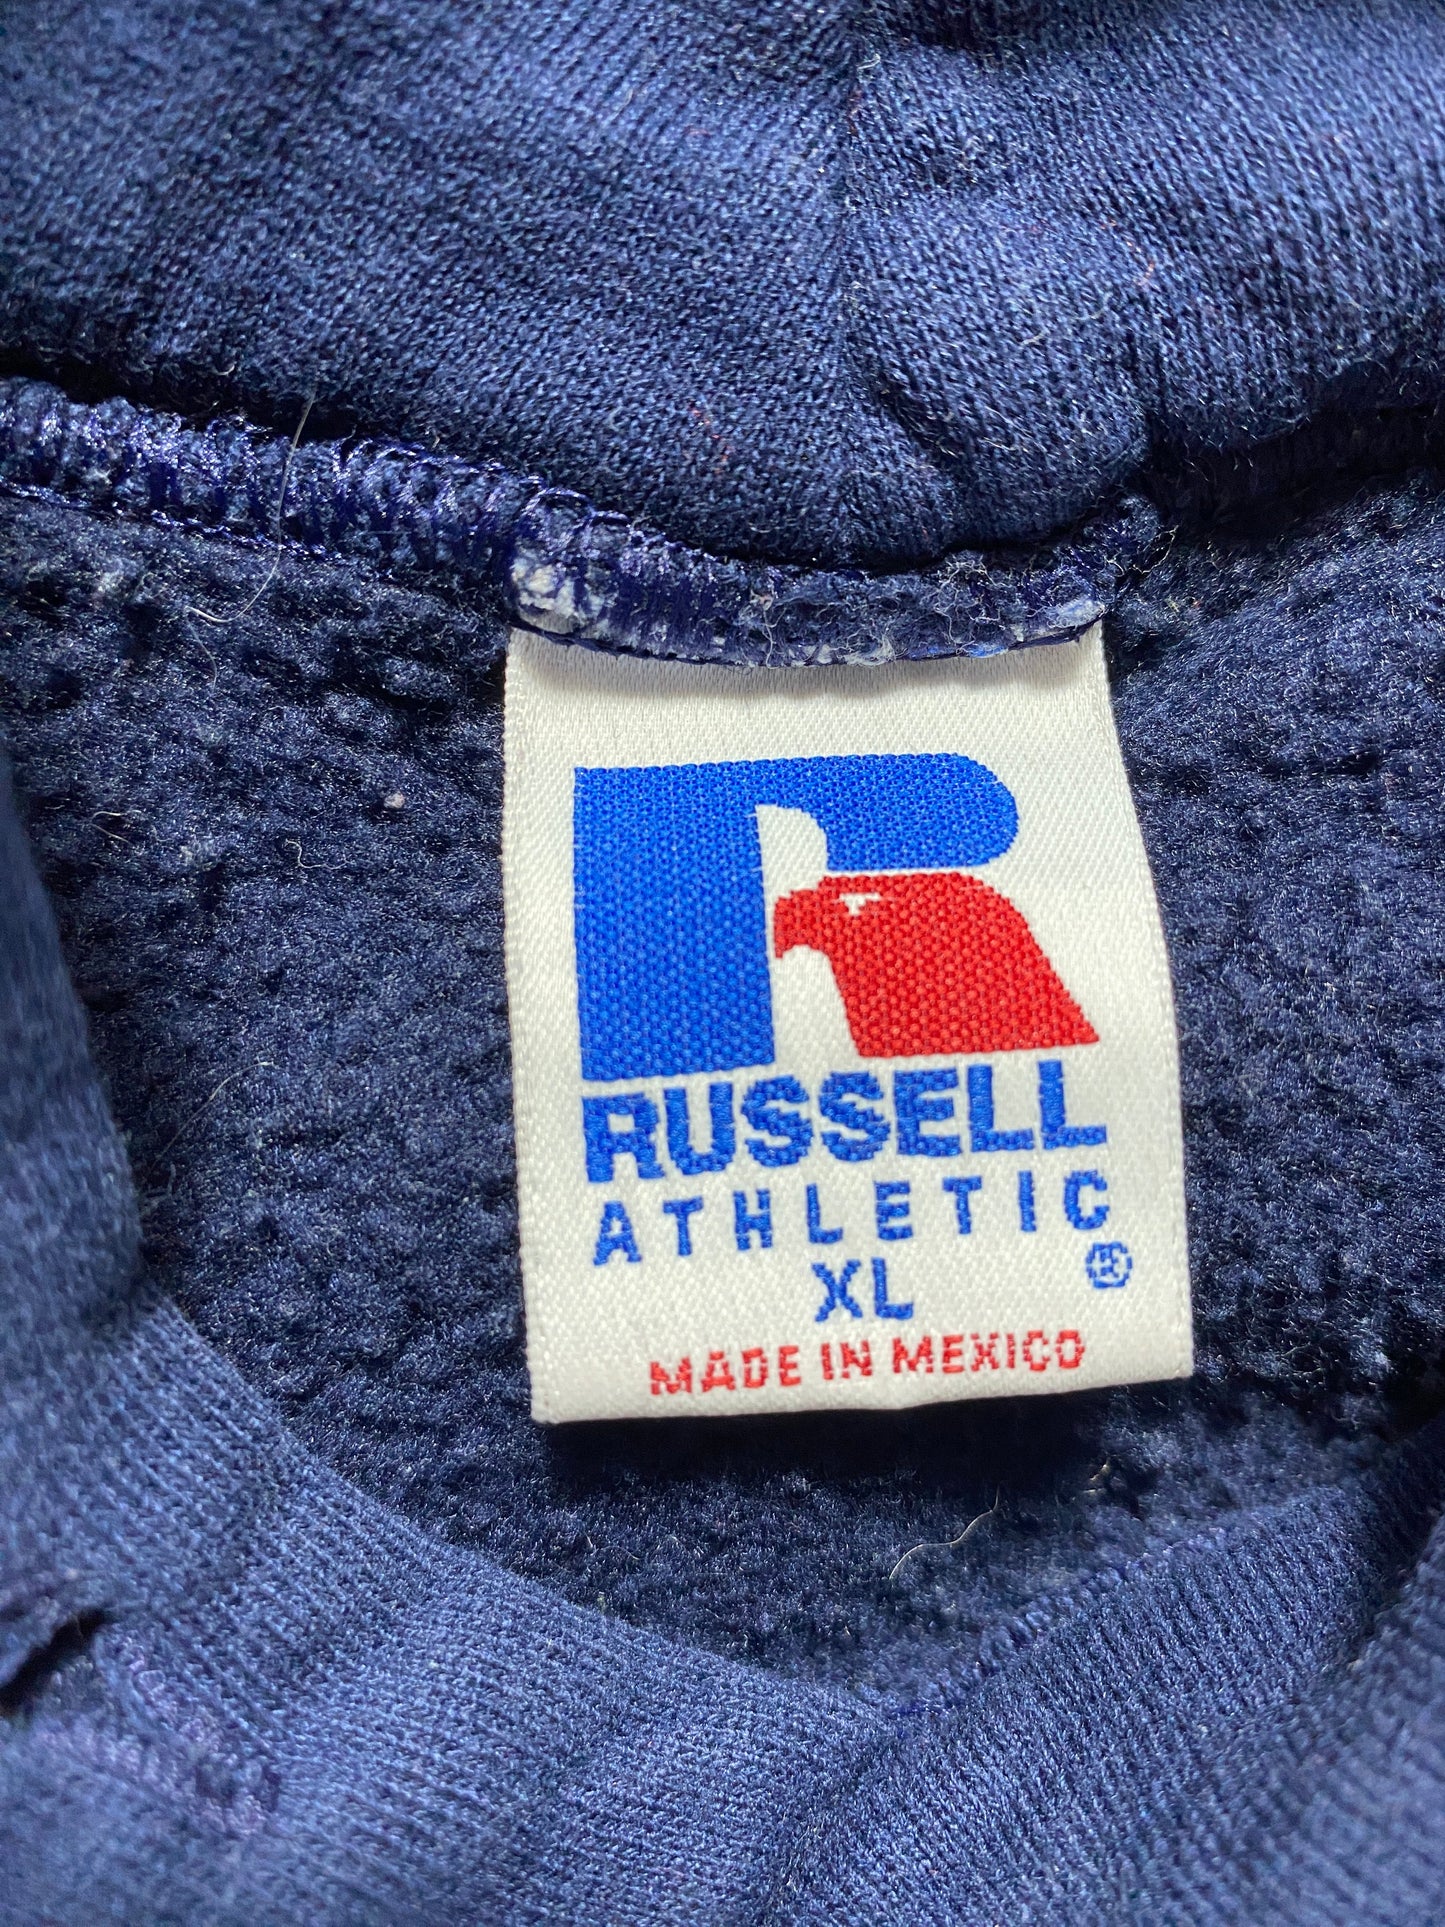 RUSSELL
ATHLETIC
XL ®
MADE IN MEXICO